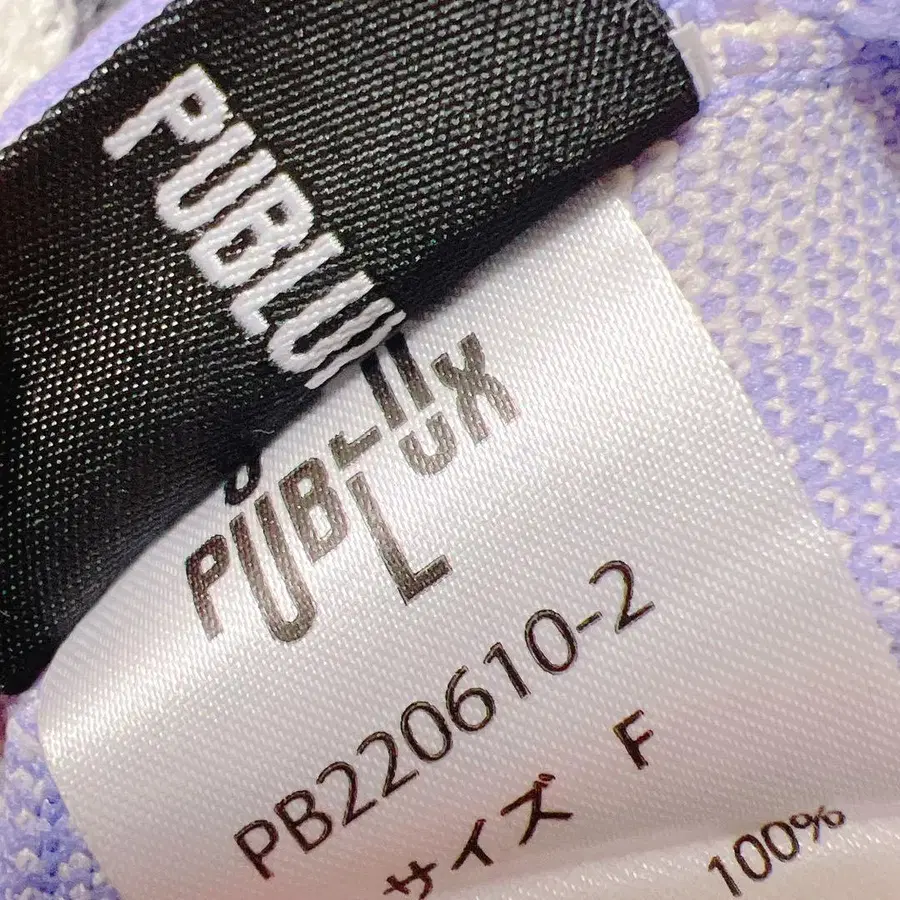 PUBLUX
PUBLUX
PB220610-2
サイズ F
100%